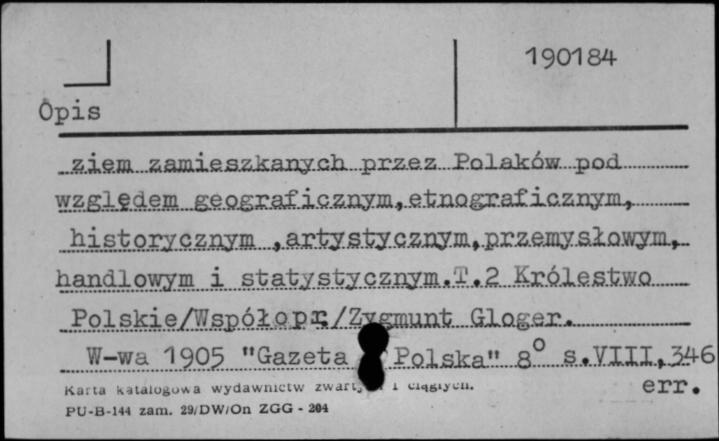 190184
Opis
ziem zamieszkanych przez Polaków pod
względem geograficznym,etnograficznym,
historycznym ,artystycznym,przemysłowym,
handlowym i statystycznym.T.2 Królestwo
Polskie/Współopr./Zygmunt Gloger.
W-wa 1905 "Gazeta Polska" 8° s.VIII,346
err.
Karta katalogowa wydawnictw zwartych i ciągłych.
PU-B-144 zam. 29/DW/On ZGG - 204